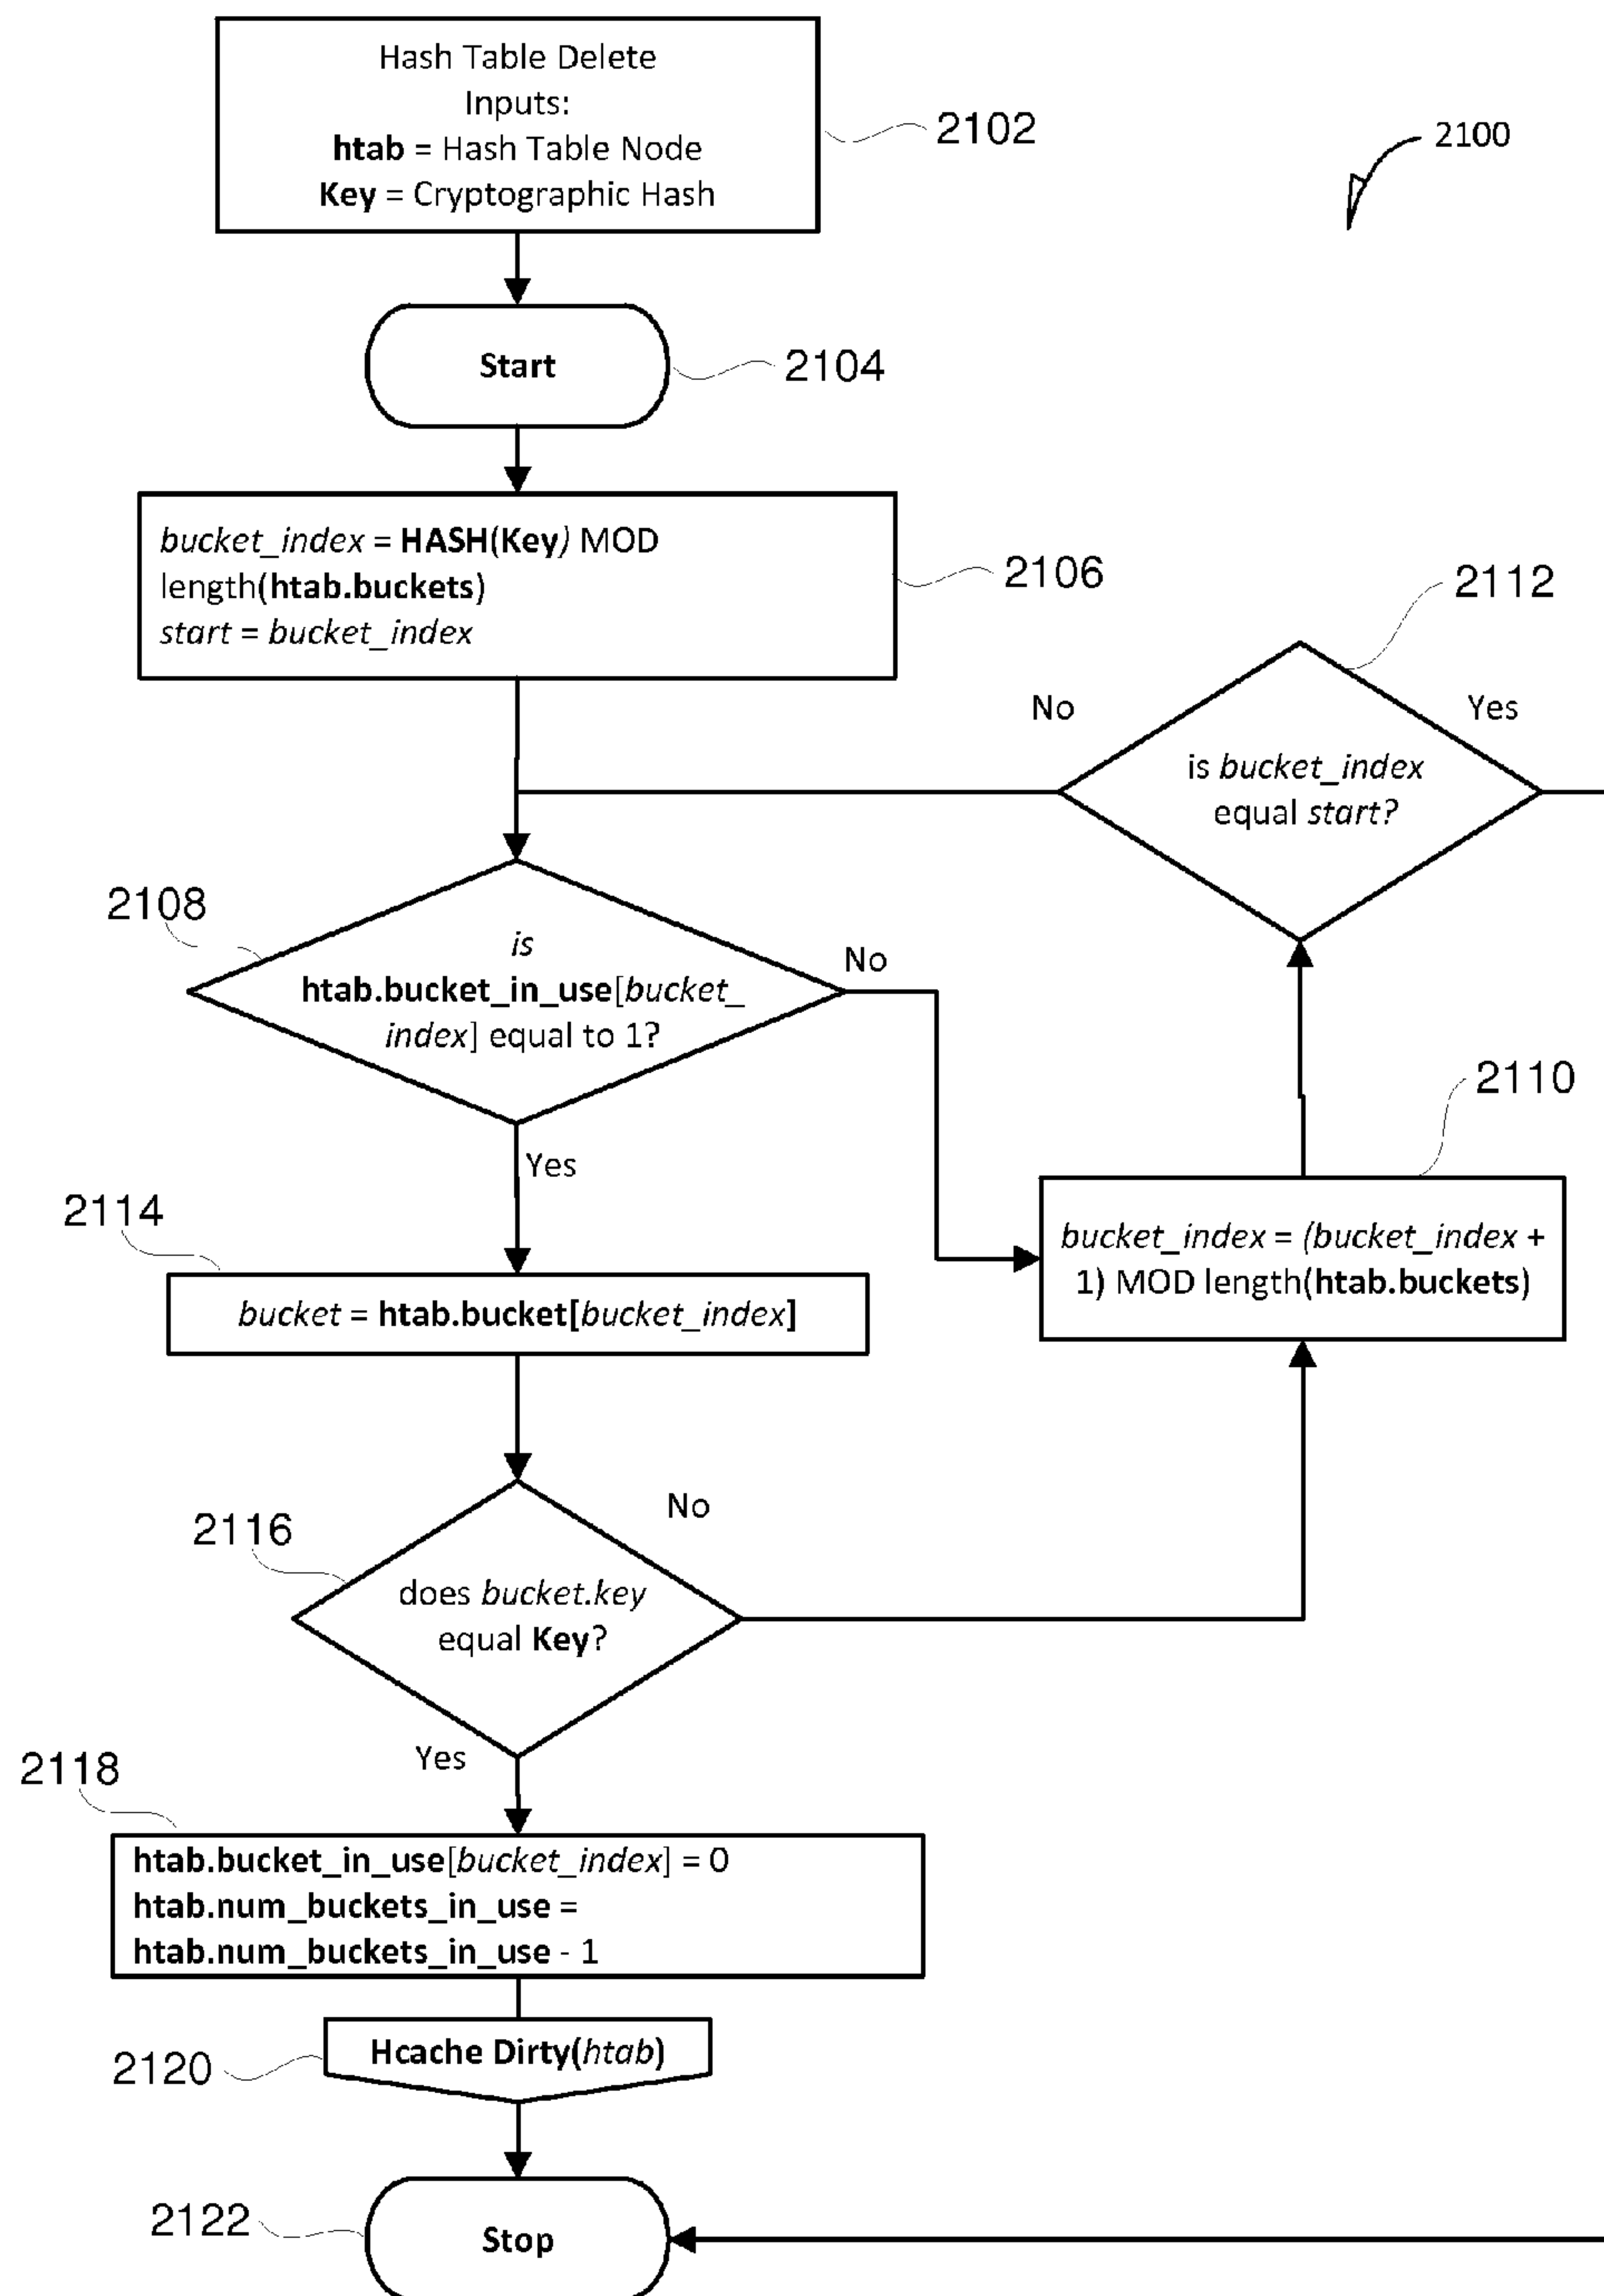 Hash Table Delete
Inputs:
htab = Hash Table Node
Key = Cryptographic Hash
2102
2100
Start
2104
bucket_index = HASH(Key) MOD
length(htab.buckets)
start = bucket_index
2106
2112
No
Yes
is bucket_index
equal start?
2108
is
htab.bucket_in_use[bucket_
index] equal to 1?
No
Yes
2110
bucket_index = (bucket_index +
1) MOD length(htab.buckets)
2114
bucket = htab.bucket[bucket_index]
2116
No
does bucket.key
equal Key?
Yes
2118
htab.bucket_in_use[bucket_index] = 0
htab.num_buckets_in_use =
htab.num_buckets_in_use - 1
Hcache Dirty(htab)
2120
2122
Stop